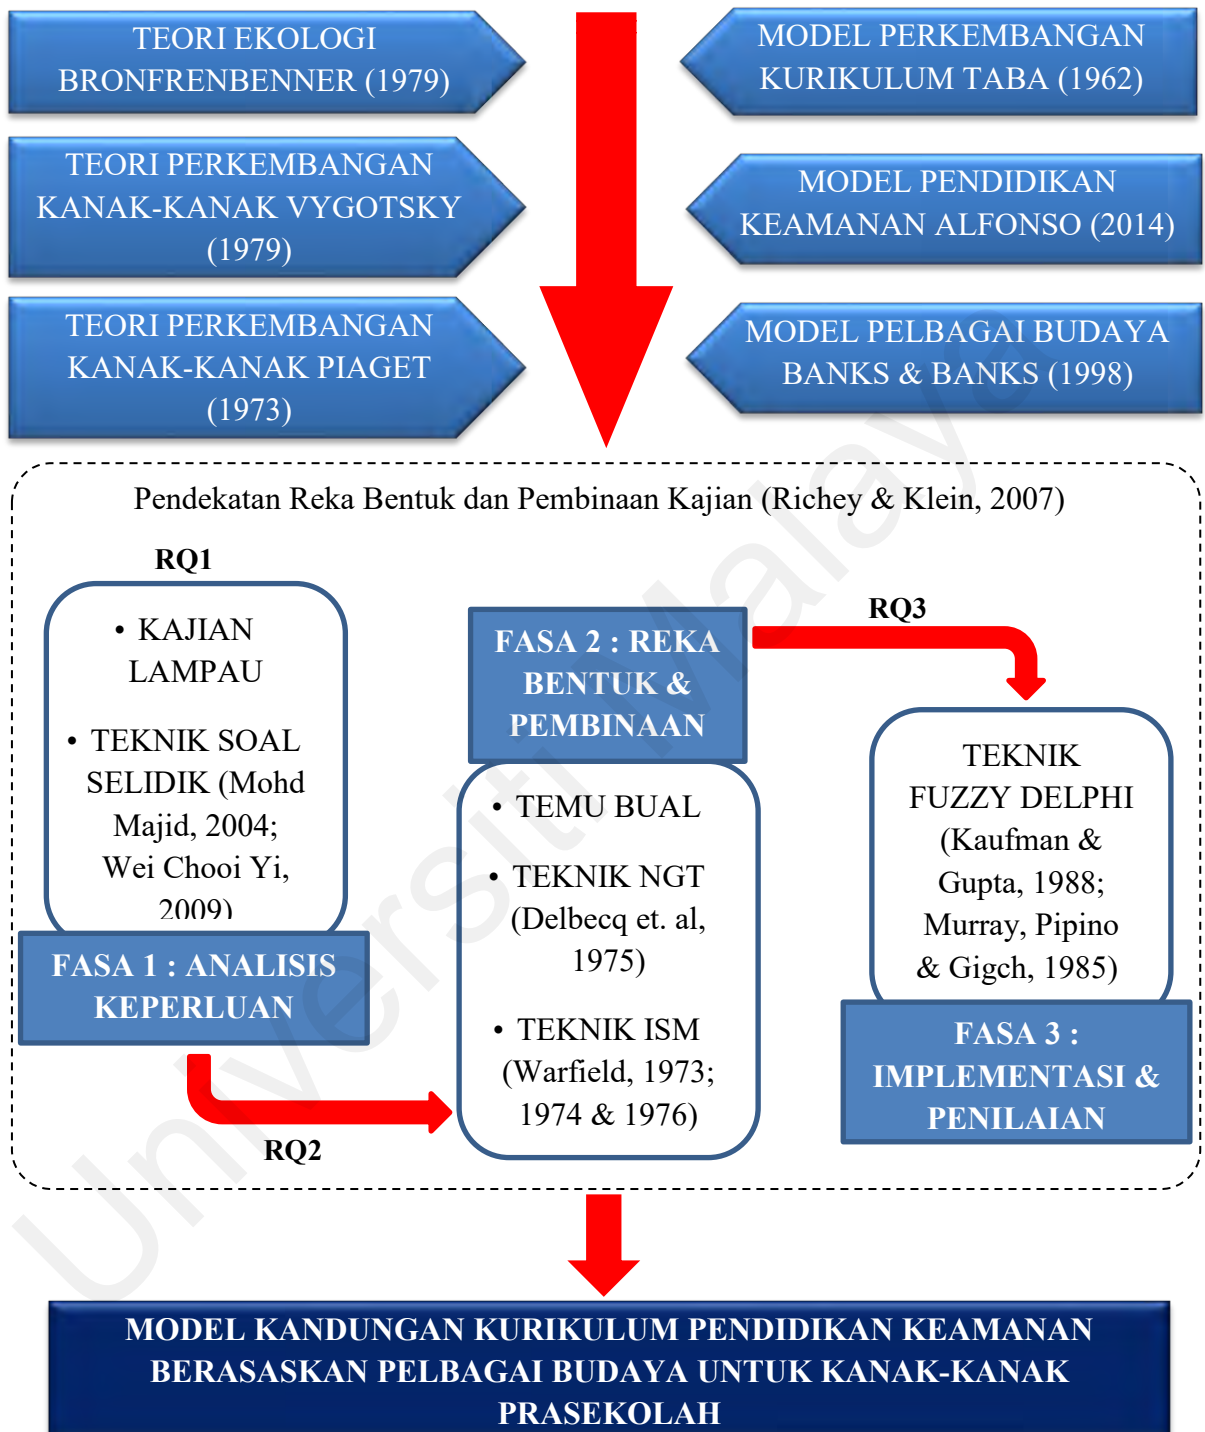 TEORI EKOLOGI
BRONFRENBENNER (1979)
TEORI PERKEMBANGAN
KANAK-KANAK VYGOTSKY
(1979)
TEORI PERKEMBANGAN
KANAK-KANAK PIAGET
(1973)
MODEL PERKEMBANGAN
KURIKULUM TABA (1962)
MODEL PENDIDIKAN
KEAMANAN ALFONSO (2014)
MODEL PELBAGAI BUDAYA
BANKS & BANKS (1998)
Pendekatan Reka Bentuk dan Pembinaan Kajian (Richey & Klein, 2007)
RQ1
• KAJIAN
LAMPAU
• TEKNIK SOAL
SELIDIK (Mohd
Majid, 2004;
Wei Chooi Yi,
2009)
FASA 1 : ANALISIS
KEPERLUAN
RQ2
FASA 2 : REKA
BENTUK &
PEMBINAAN
• TEMU BUAL
• TEKNIK NGT
(Delbecq et. al,
1975)
• TEKNIK ISM
(Warfield, 1973;
1974 & 1976)
RQ3
TEKNIK
FUZZY DELPHI
(Kaufman &
Gupta, 1988;
Murray, Pipino
& Gigch, 1985)
FASA 3 :
IMPLEMENTASI &
PENILAIAN
MODEL KANDUNGAN KURIKULUM PENDIDIKAN KEAMANAN
BERASASKAN PELBAGAI BUDAYA UNTUK KANAK-KANAK
PRASEKOLAH
Universiti Malaya